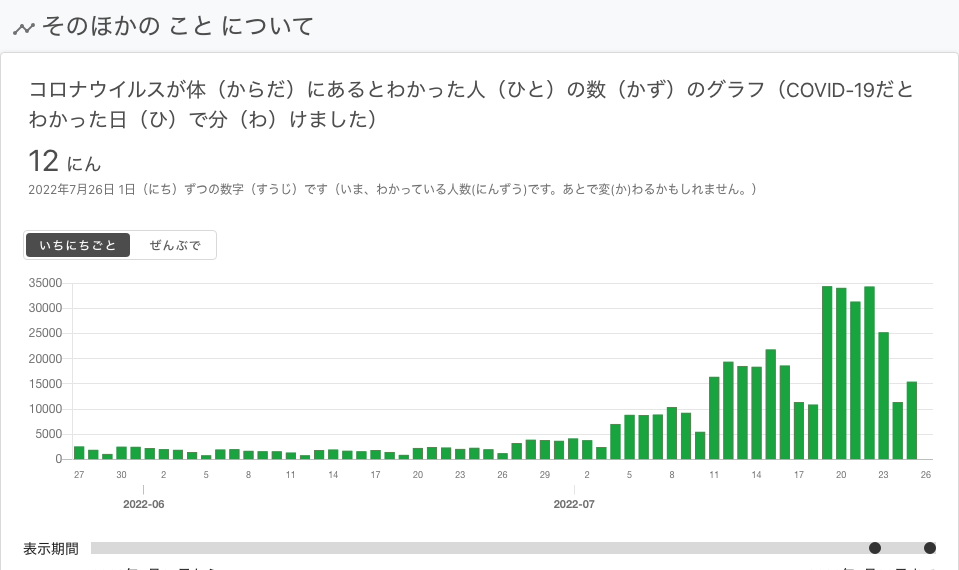 そのほかの こと について
コロナウイルスが体（からだ）にあるとわかった人（ひと）の数（かず）のグラフ（COVID-19だと
わかった日（ひ）で分（わ）けました）
12 にん
2022年7月26日 1日（にち）ずつの数字（すうじ）です（いま、わかっている人数(にんずう)です。あとで変(か)わるかもしれません。）
いちにちごと ぜんぶで
35000
30000
25000
20000
15000
10000
5000
0
27 30 2 5 8 11 14 17 20 23 26 29 2 5 8 11 14 17 20 23 26
2022-06 2022-07
表示期間